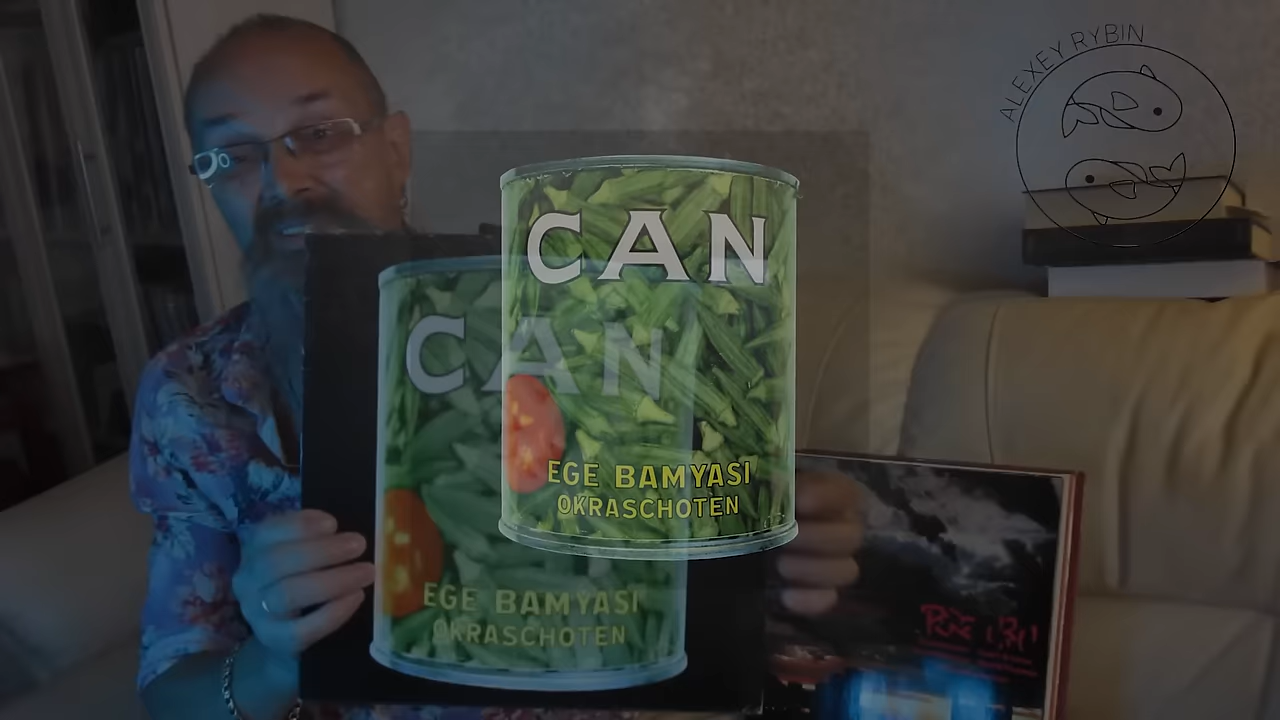 ALEXEY RYBIN
CAN
EGE BAMYASI
OKRASCHOTEN
CAN
EGE BAMYASI
OKRASCHOTEN